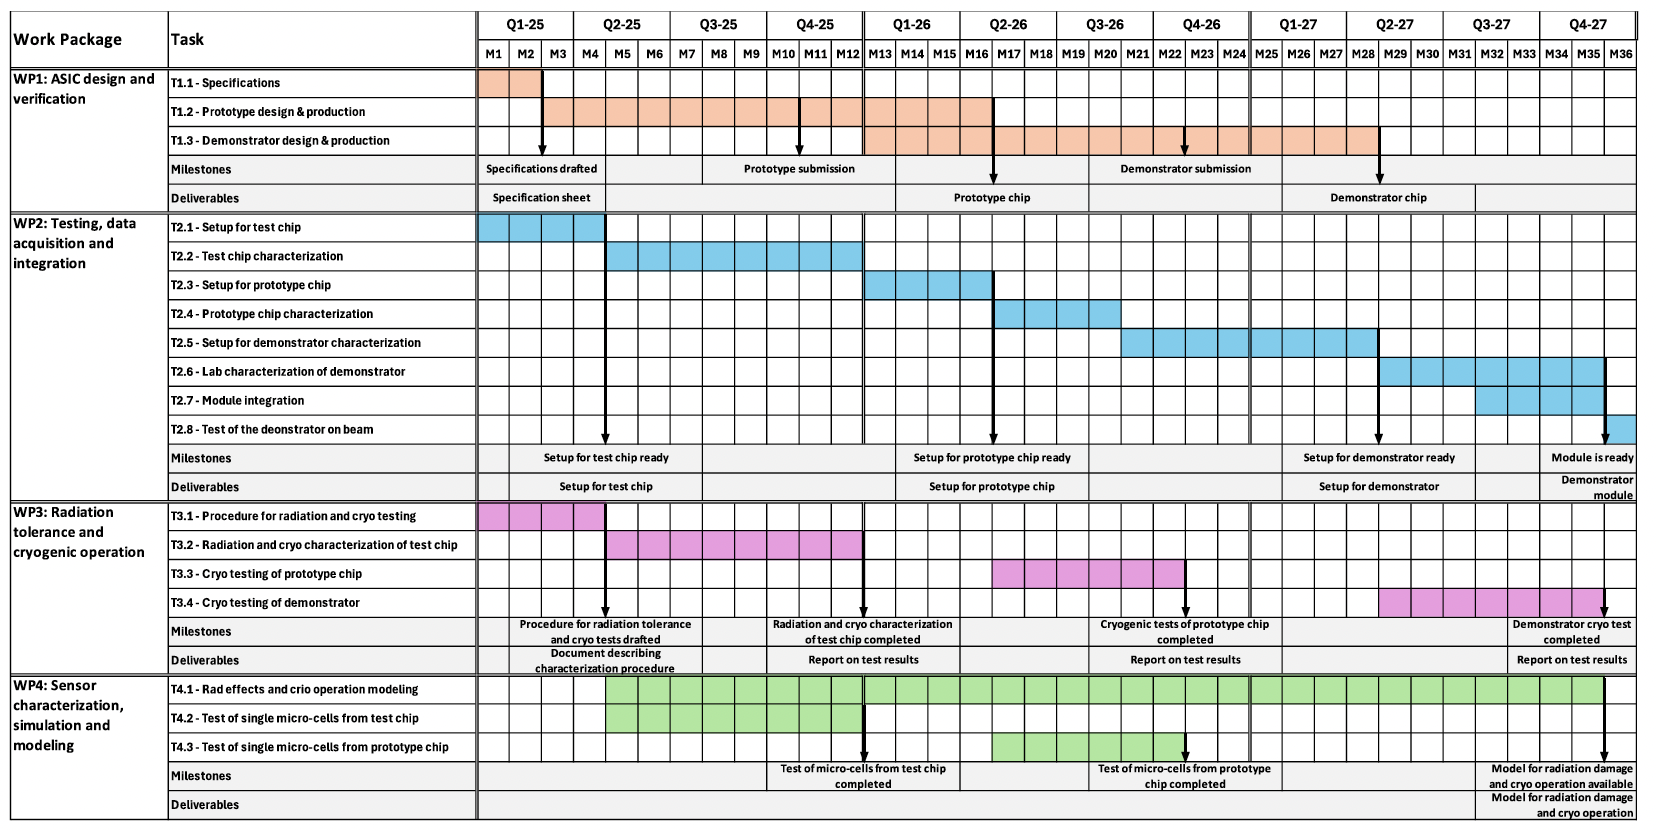 Work Package
Task
Q1-25 Q2-25 Q3-25 Q4-25 Q1-26 Q2-26 Q3-26 Q4-26 Q1-27 Q2-27 Q3-27 Q4-27
M1 M2 M3 M4 M5 M6 M7 M8 M9 M10 M11 M12 M13 M14 M15 M16 M17 M18 M19 M20 M21 M22 M23 M24 M25 M26 M27 M28 M29 M30 M31 M32 M33 M34 M35 M36
WP1: ASIC design and
verification
T1.1 - Specifications
T1.2 - Prototype design & production
T1.3 - Demonstrator design & production
Milestones
Specifications drafted
Prototype submission
Demonstrator submission
Deliverables
Specification sheet
Prototype chip
Demonstrator chip
WP2: Testing, data
acquisition and
integration
T2.1 - Setup for test chip
T2.2 - Test chip characterization
T2.3 - Setup for prototype chip
T2.4 - Prototype chip characterization
T2.5 - Setup for demonstrator characterization
T2.6 - Lab characterization of demonstrator
T2.7 - Module integration
T2.8 - Test of the deonstrator on beam
Milestones
Setup for test chip ready
Setup for prototype chip ready
Setup for demonstrator ready
Module is ready
Deliverables
Setup for test chip
Setup for prototype chip
Setup for demonstrator
Demonstrator
module
WP3: Radiation
tolerance and
cryogenic operation
T3.1 - Procedure for radiation and cryo testing
T3.2 - Radiation and cryo characterization of test chip
T3.3 - Cryo testing of prototype chip
T3.4 - Cryo testing of demonstrator
Milestones
Procedure for radiation tolerance
and cryo tests drafted
Radiation and cryo characterization
of test chip completed
Cryogenic tests of prototype chip
completed
Demonstrator cryo test
completed
Deliverables
Document describing
characterization procedure
Report on test results
Report on test results
Report on test results
WP4: Sensor
characterization,
simulation and
modeling
T4.1 - Rad effects and crio operation modeling
T4.2 - Test of single micro-cells from test chip
T4.3 - Test of single micro-cells from prototype chip
Milestones
Test of micro-cells from test chip
completed
Test of micro-cells from prototype
chip completed
Model for radiation damage
and cryo operation available
Deliverables
Model for radiation damage
and cryo operation